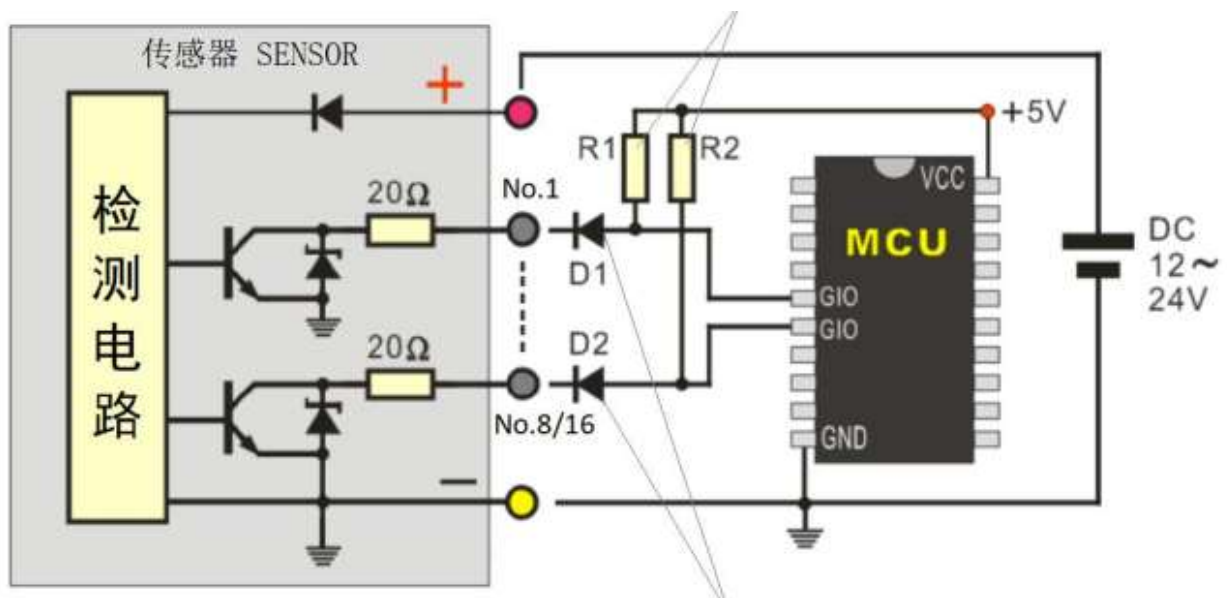 传感器 SENSOR
+
+5V
R1
R2
VCC
检测电路
20Ω
No.1
MCU
DC
12~
24V
D1
GIO
GIO
20Ω
D2
No.8/16
GND
−